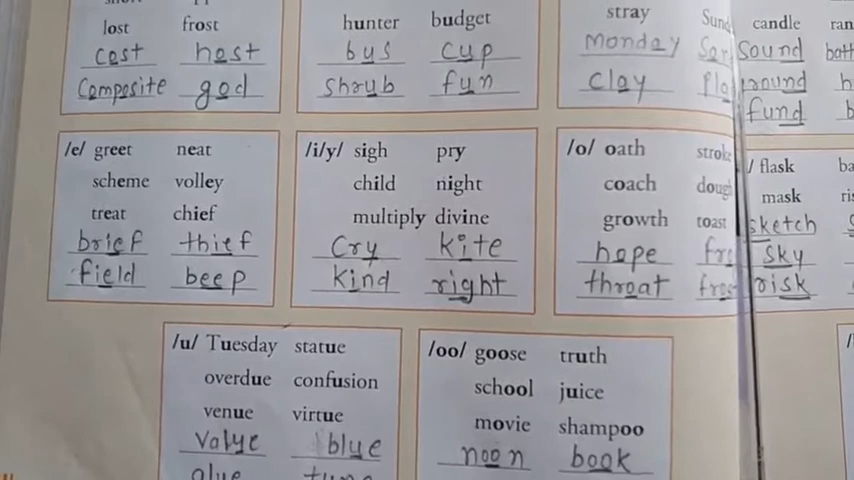 lost frost
cost host
composite god
hunter budget
bus cup
shrub fun
stray
Monday
clay
candle
Sound
fund
/e/ greet neat
scheme volley
treat chief
brief thief
field beep
/i/y/ sigh pry
child night
multiply divine
Cry kite
kind right
/o/ oath stroke
coach dough
growth toast
hope
throat
flask
mask
sketch
sky
risk
/u/ Tuesday statue
overdue confusion
venue virtue
Value blue
/oo/ goose truth
school juice
movie shampoo
noon book